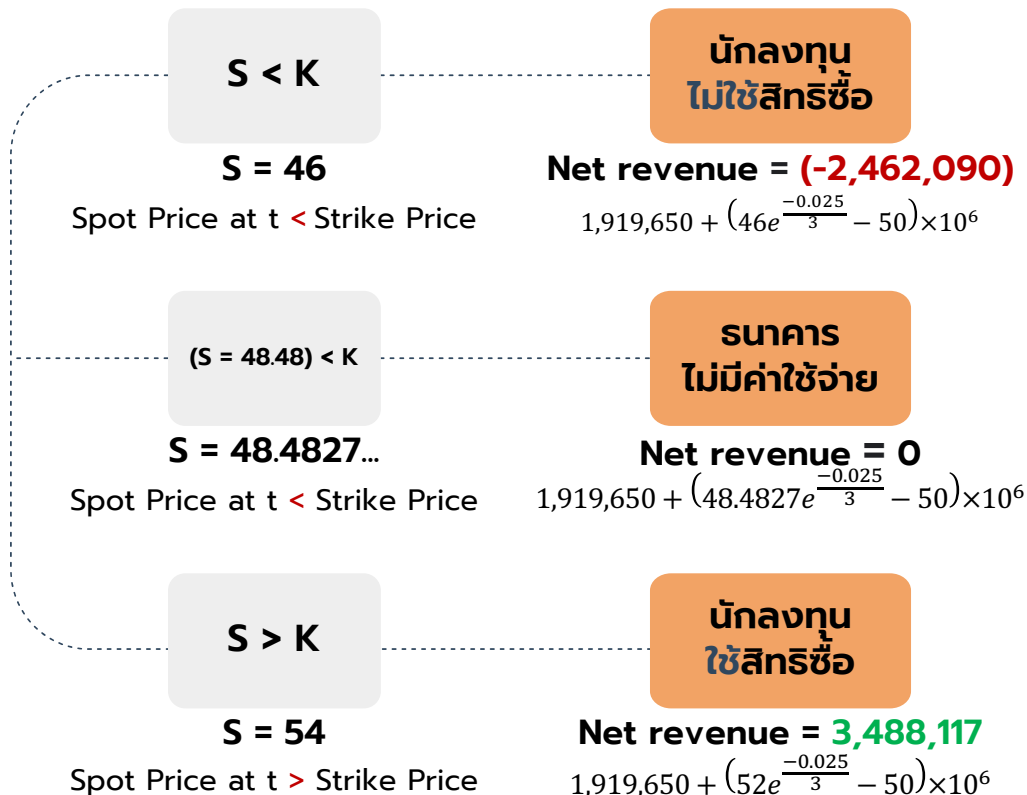 S < K
นักลงทุน
ไม่ใช้สิทธิซื้อ
S = 46
Spot Price at t < Strike Price
Net revenue = (-2,462,090)
1,919,650 + (46e^{\frac{-0.025}{3}} − 50)×10⁶
(S = 48.48) < K
ธนาคาร
ไม่มีค่าใช้จ่าย
S = 48.4827...
Spot Price at t < Strike Price
Net revenue = 0
1,919,650 + (48.4827e^{\frac{-0.025}{3}} − 50)×10⁶
S > K
นักลงทุน
ใช้สิทธิซื้อ
S = 54
Spot Price at t > Strike Price
Net revenue = 3,488,117
1,919,650 + (52e^{\frac{-0.025}{3}} − 50)×10⁶